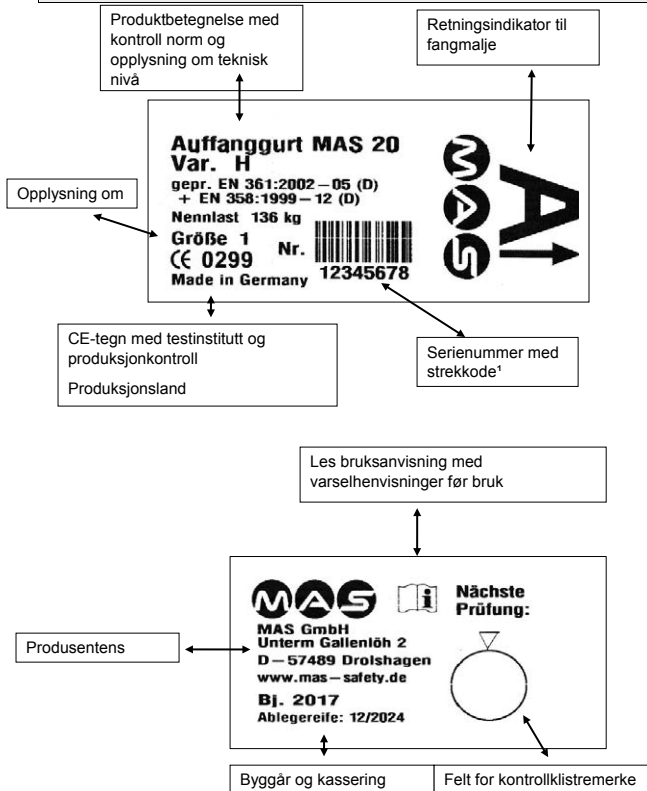 Produktbetegnelse med
kontroll norm og
opplysning om teknisk
nivå
Retningsindikator til
fangmalje
Auffanggurt MAS 20
Var. H
gepr. EN 361:2002 – 05 (D)
+ EN 358:1999 – 12 (D)
Nennlast 136 kg
Größe 1
CE 0299
Made in Germany
Nr.
12345678
MAS
A
Opplysning om
CE-tegn med testinstitutt og
produksjonkontroll
Produksjonsland
Serienummer med
strekkode¹
Les bruksanvisning med
varselhenvisninger før bruk
MAS
MAS GmbH
Unterm Gallenlöh 2
D – 57489 Drolshagen
www.mas – safety.de
Bj. 2017
Ablegereife: 12/2024
i
Nächste
Prüfung:
Produsentens
Byggår og kassering
Felt for kontrollklistremerke